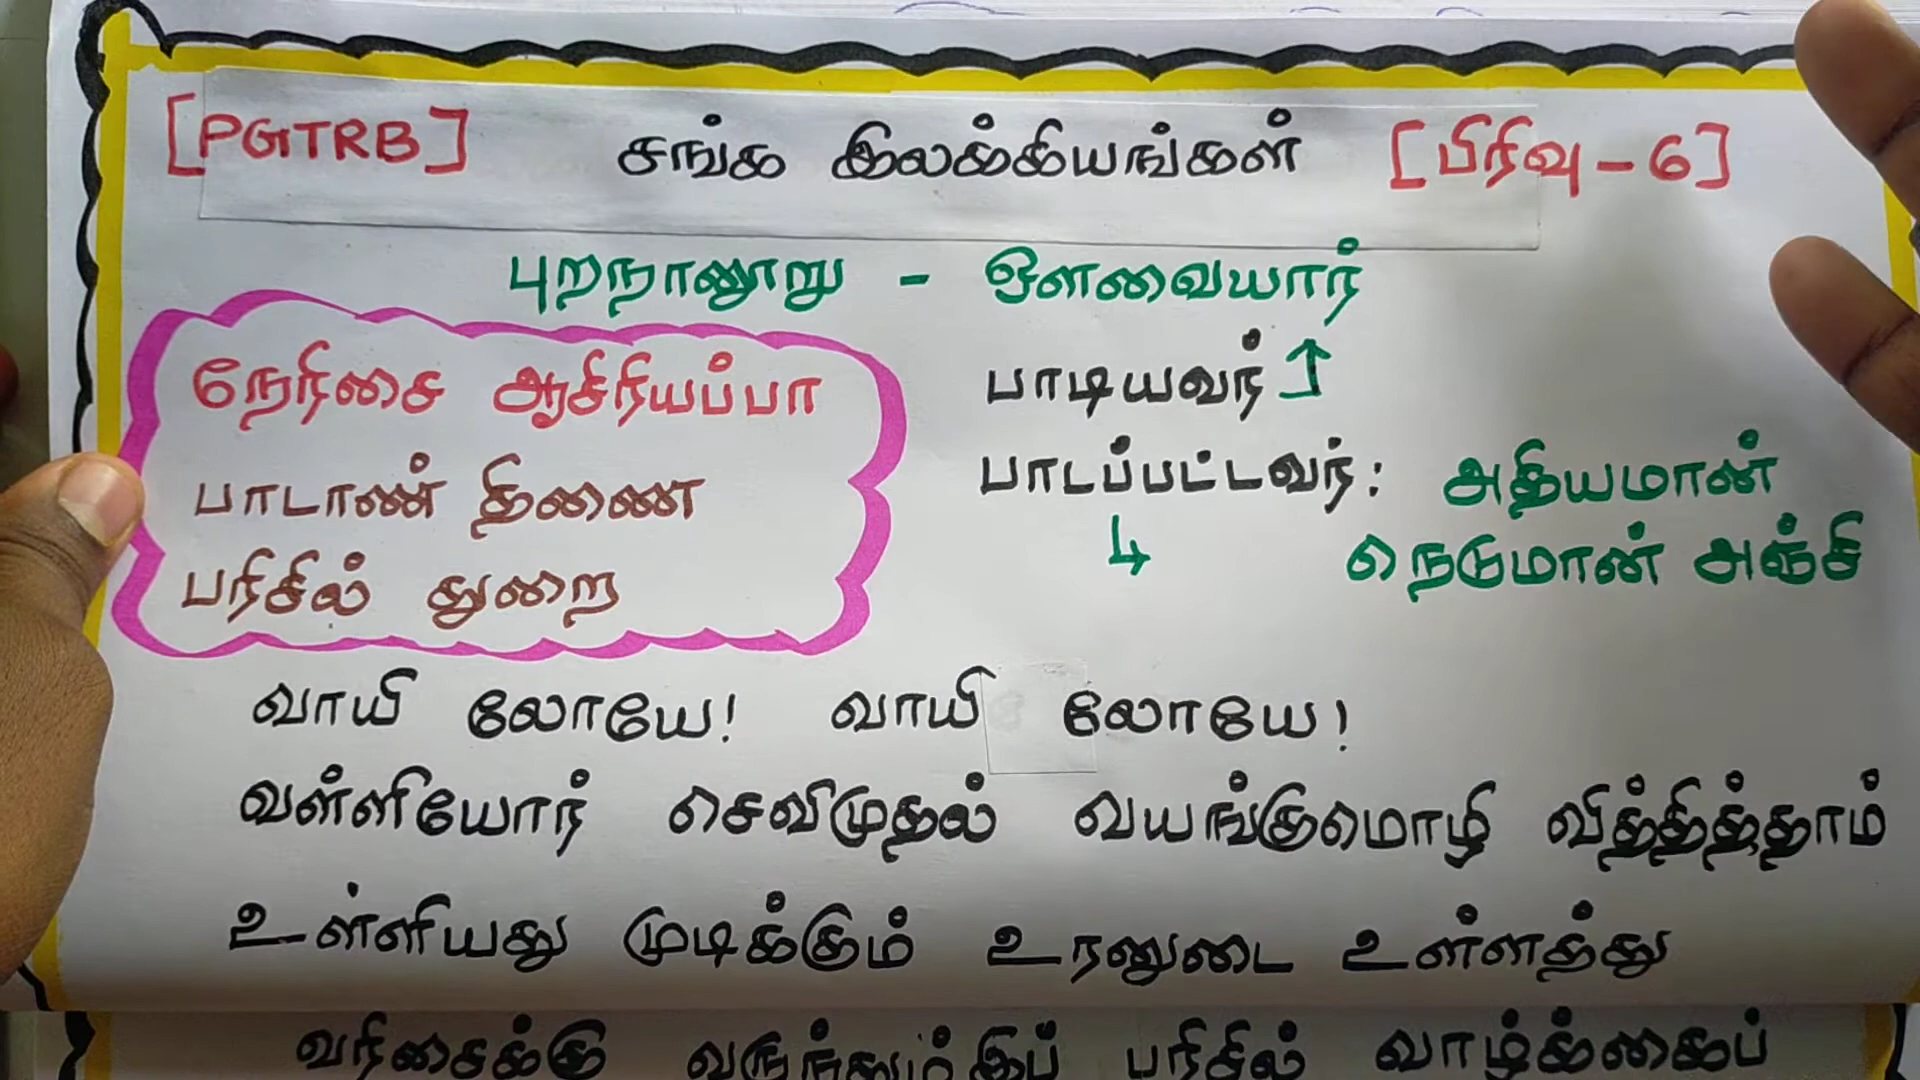 [PGTRB] சங்க இலக்கியங்கள் [பிரிவு - 6]
புறநானூறு - ஔவையார்
நேரிசை ஆசிரியப்பா
பாடாண் திணை
பரிசில் துறை
பாடியவர்
பாடப்பட்டவர்: அதியமான்
நெடுமான் அஞ்சி
வாயி லோயே! வாயி லோயே!
வள்ளியோர் செவிமுதல் வயங்குமொழி வித்தித்தாம்
உள்ளியது முடிக்கும் உரனுடை உள்ளத்து
வரிசைக்கு வருந்தும்இப் பரிசில் வாழ்க்கைப்